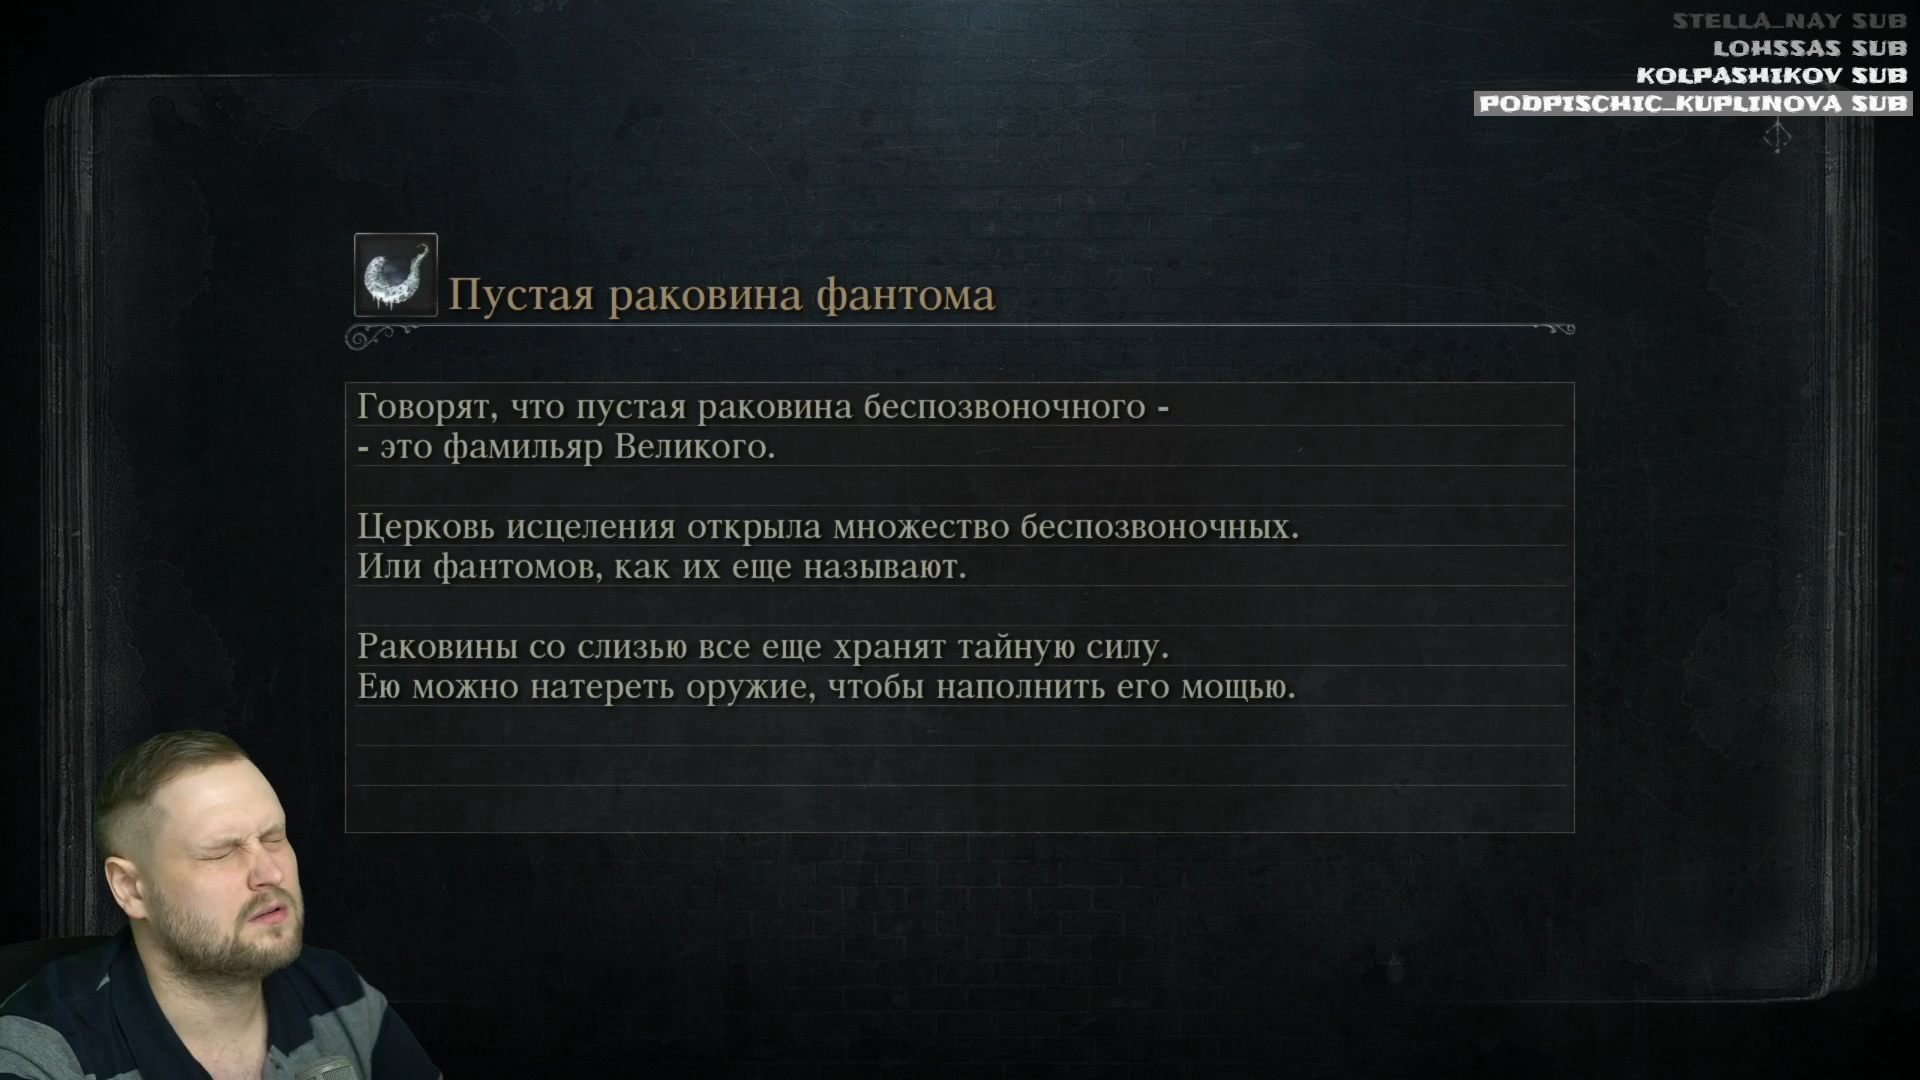 STELLA_NAY SUB
LOHSSAS SUB
KOLPASHIKOV SUB
PODPISCHIC_KUPLINOVA SUB
Пустая раковина фантома
Говорят, что пустая раковина беспозвоночного -
- это фамильяр Великого.
Церковь исцеления открыла множество беспозвоночных.
Или фантомов, как их еще называют.
Раковины со слизью все еще хранят тайную силу.
Ею можно натереть оружие, чтобы наполнить его мощью.